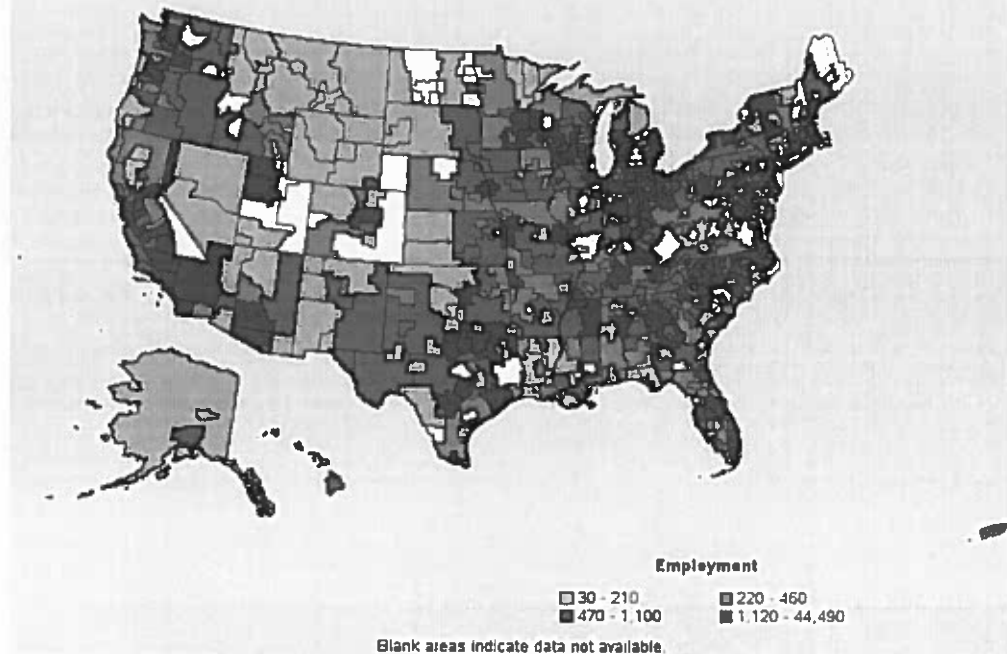 Employment
30 - 210
220 - 460
470 - 1,100
1,120 - 44,490
Blank areas indicate data not available.